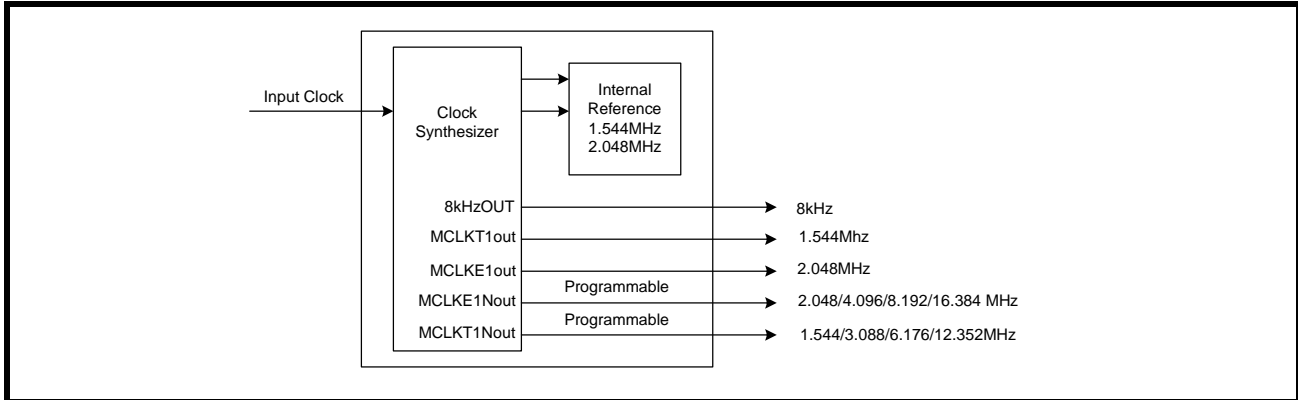 Input Clock
Clock
Synthesizer
Internal
Reference
1.544MHz
2.048MHz
8kHzOUT
8kHz
MCLKT1out
1.544Mhz
MCLKE1out
2.048MHz
Programmable
MCLKE1Nout
2.048/4.096/8.192/16.384 MHz
Programmable
MCLKT1Nout
1.544/3.088/6.176/12.352MHz